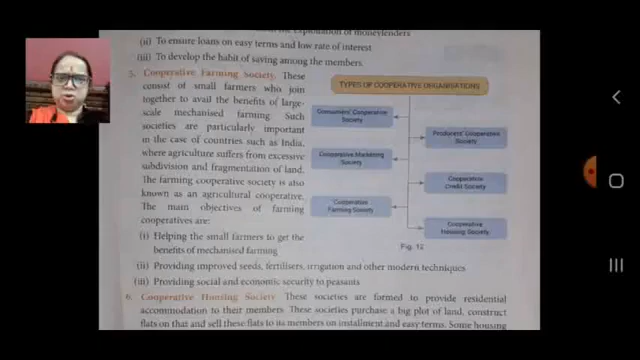 the exploitation of moneylenders
(ii) To ensure loans on easy terms and low rate of interest
(iii) To develop the habit of saving among the members
5. Cooperative Farming Society These
consist of small farmers who join
together to avail the benefits of large-
scale mechanised farming. Such
societies are particularly important
in the case of countries such as India,
where agriculture suffers from excessive
subdivision and fragmentation of land.
The farming cooperative society is also
known as an agricultural cooperative.
The main objectives of farming
cooperatives are:
(i) Helping the small farmers to get the
benefits of mechanised farming
TYPES OF COOPERATIVE ORGANISATIONS
Consumers' Cooperative
Society
Producers' Cooperative
Society
Cooperative Marketing
Society
Cooperative
Credit Society
Cooperative
Farming Society
Cooperative
Housing Society
Fig. 12
(ii) Providing improved seeds, fertilisers, irrigation and other modern techniques
(iii) Providing social and economic security to peasants
6. Cooperative Housing Society These societies are formed to provide residential
accommodation to their members. These societies purchase a big plot of land, construct
flats on that and sell these flats to its members on installment and easy terms. Some housing